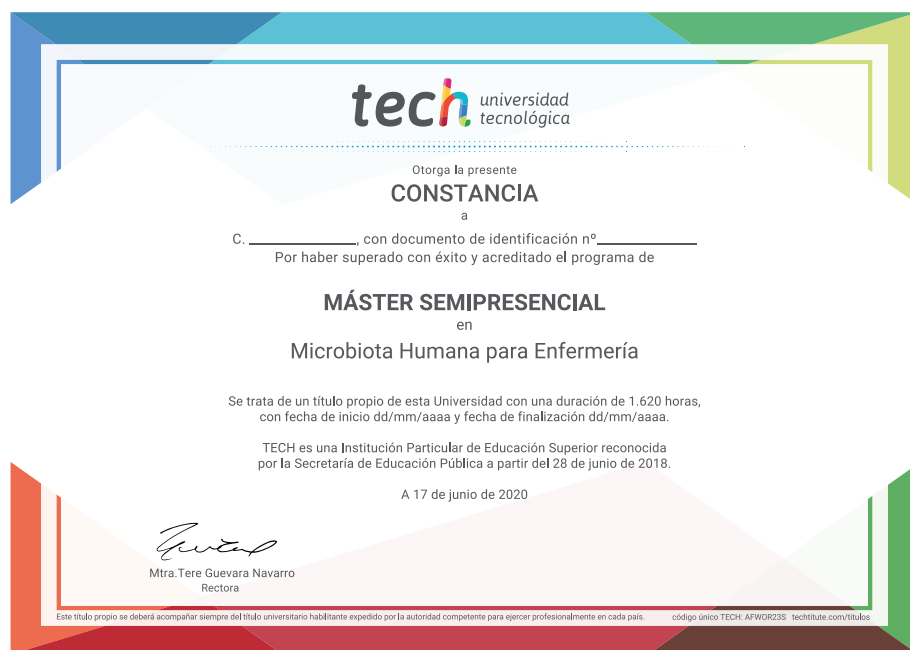 tech universidad
tecnológica
Otorga la presente
CONSTANCIA
a
C. ____________, con documento de identificación nº____________
Por haber superado con éxito y acreditado el programa de
MÁSTER SEMIPRESENCIAL
en
Microbiota Humana para Enfermería
Se trata de un título propio de esta Universidad con una duración de 1.620 horas,
con fecha de inicio dd/mm/aaaa y fecha de finalización dd/mm/aaaa.
TECH es una Institución Particular de Educación Superior reconocida
por la Secretaría de Educación Pública a partir del 28 de junio de 2018.
A 17 de junio de 2020
Mtra.Tere Guevara Navarro
Rectora
Este título propio se deberá acompañar siempre del título universitario habilitante expedido por la autoridad competente para ejercer profesionalmente en cada país. código único TECH: AFWOR23S techtitute.com/titulos